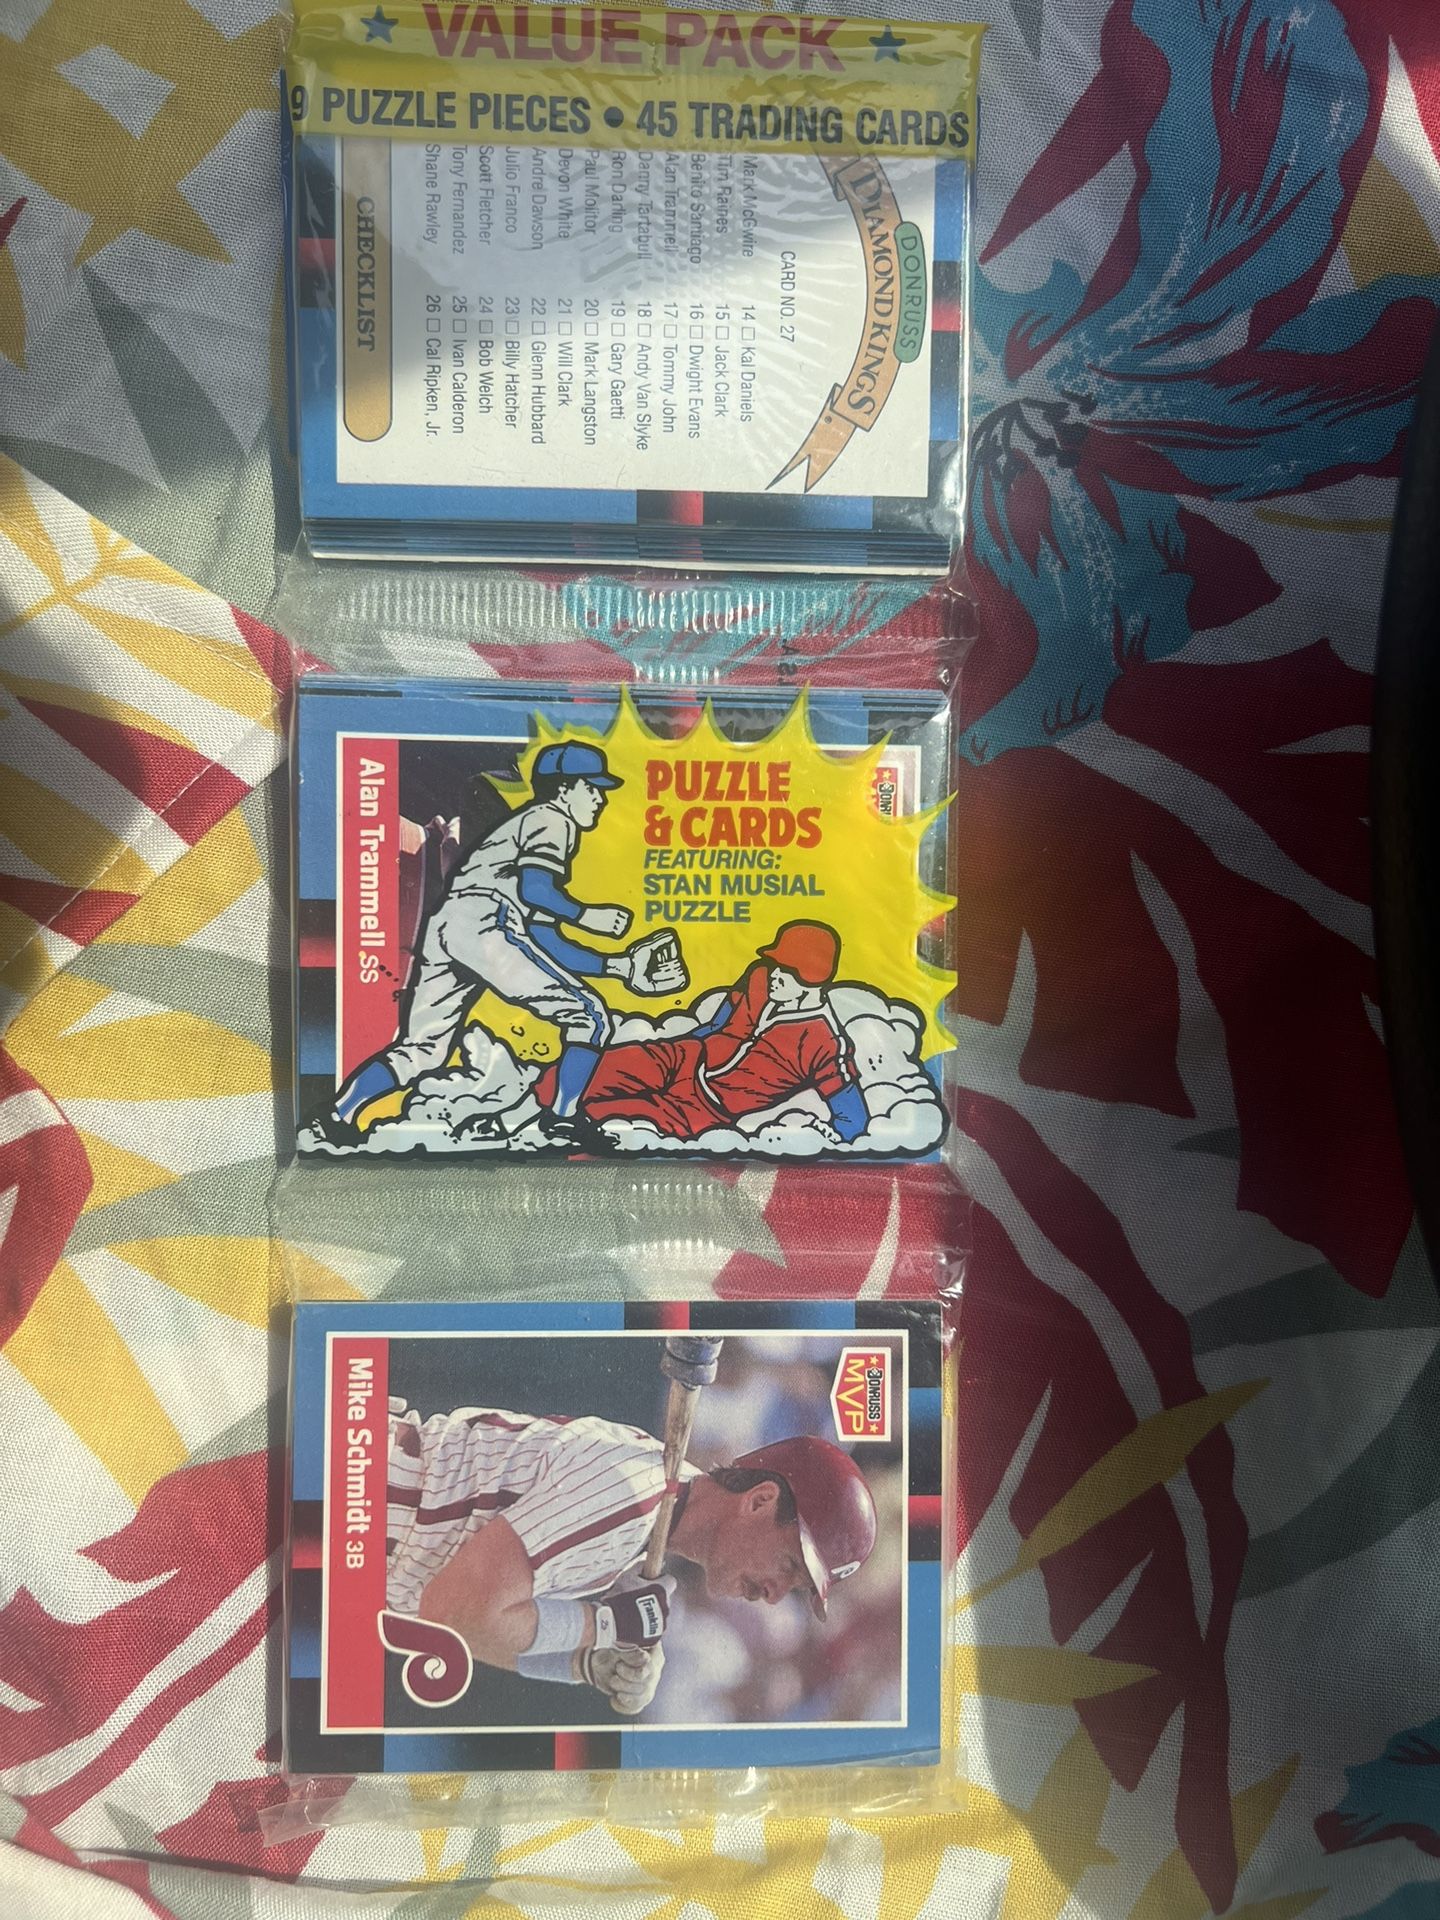 VALUE PACK
9 PUZZLE PIECES • 45 TRADING CARDS
DONRUSS
DIAMOND KINGS
CARD NO. 27
Mark McGwire 14 Kal Daniels
Tim Raines 15 Jack Clark
Benito Santiago 16 Dwight Evans
Alan Trammell 17 Tommy John
Danny Tartabull 18 Andy Van Slyke
Ron Darling 19 Gary Gaetti
Paul Molitor 20 Mark Langston
Devon White 21 Will Clark
Andre Dawson 22 Glenn Hubbard
Julio Franco 23 Billy Hatcher
Scott Fletcher 24 Bob Welch
Tony Fernandez 25 Ivan Calderon
Shane Rawley 26 Cal Ripken, Jr.
CHECKLIST
PUZZLE
& CARDS
FEATURING:
STAN MUSIAL
PUZZLE
Alan Trammell SS
DONRUSS
MVP
Franklin
Mike Schmidt 3B